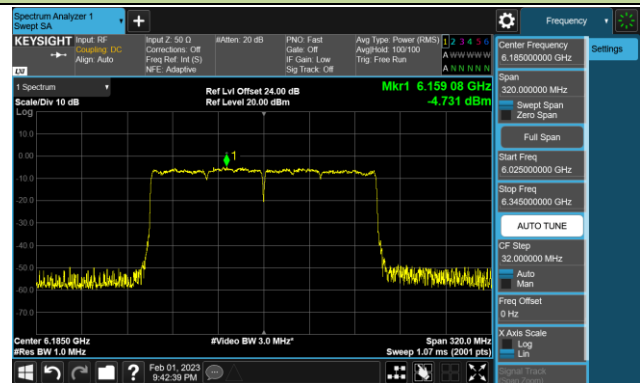 Spectrum Analyzer 1
Swept SA
Frequency
KEYSIGHT
Input: RF
Coupling: DC
Align: Auto
Input Z: 50 Ω
Corrections: Off
Freq Ref: Int (S)
NFE: Adaptive
#Atten: 20 dB
PNO: Fast
Gate: Off
IF Gain: Low
Sig Track: Off
Avg Type: Power (RMS)
Avg|Hold: 100/100
Trig: Free Run
1 2 3 4 5 6
A W W W W W
A N N N N N
LXI
1 Spectrum
Scale/Div 10 dB
Ref Lvl Offset 24.00 dB
Ref Level 20.00 dBm
Mkr1 6.159 08 GHz
-4.731 dBm
Log
10.0
0.00
-10.0
-20.0
-30.0
-40.0
-50.0
-60.0
-70.0
1
Center 6.1850 GHz
#Res BW 1.0 MHz
#Video BW 3.0 MHz*
Span 320.0 MHz
Sweep 1.07 ms (2001 pts)
Feb 01, 2023
9:42:39 PM
?
Center Frequency
6.185000000 GHz
Settings
Span
320.000000 MHz
Swept Span
Zero Span
Full Span
Start Freq
6.025000000 GHz
Stop Freq
6.345000000 GHz
AUTO TUNE
CF Step
32.000000 MHz
Auto
Man
Freq Offset
0 Hz
X Axis Scale
Log
Lin
Signal Track
(Span Zoom)